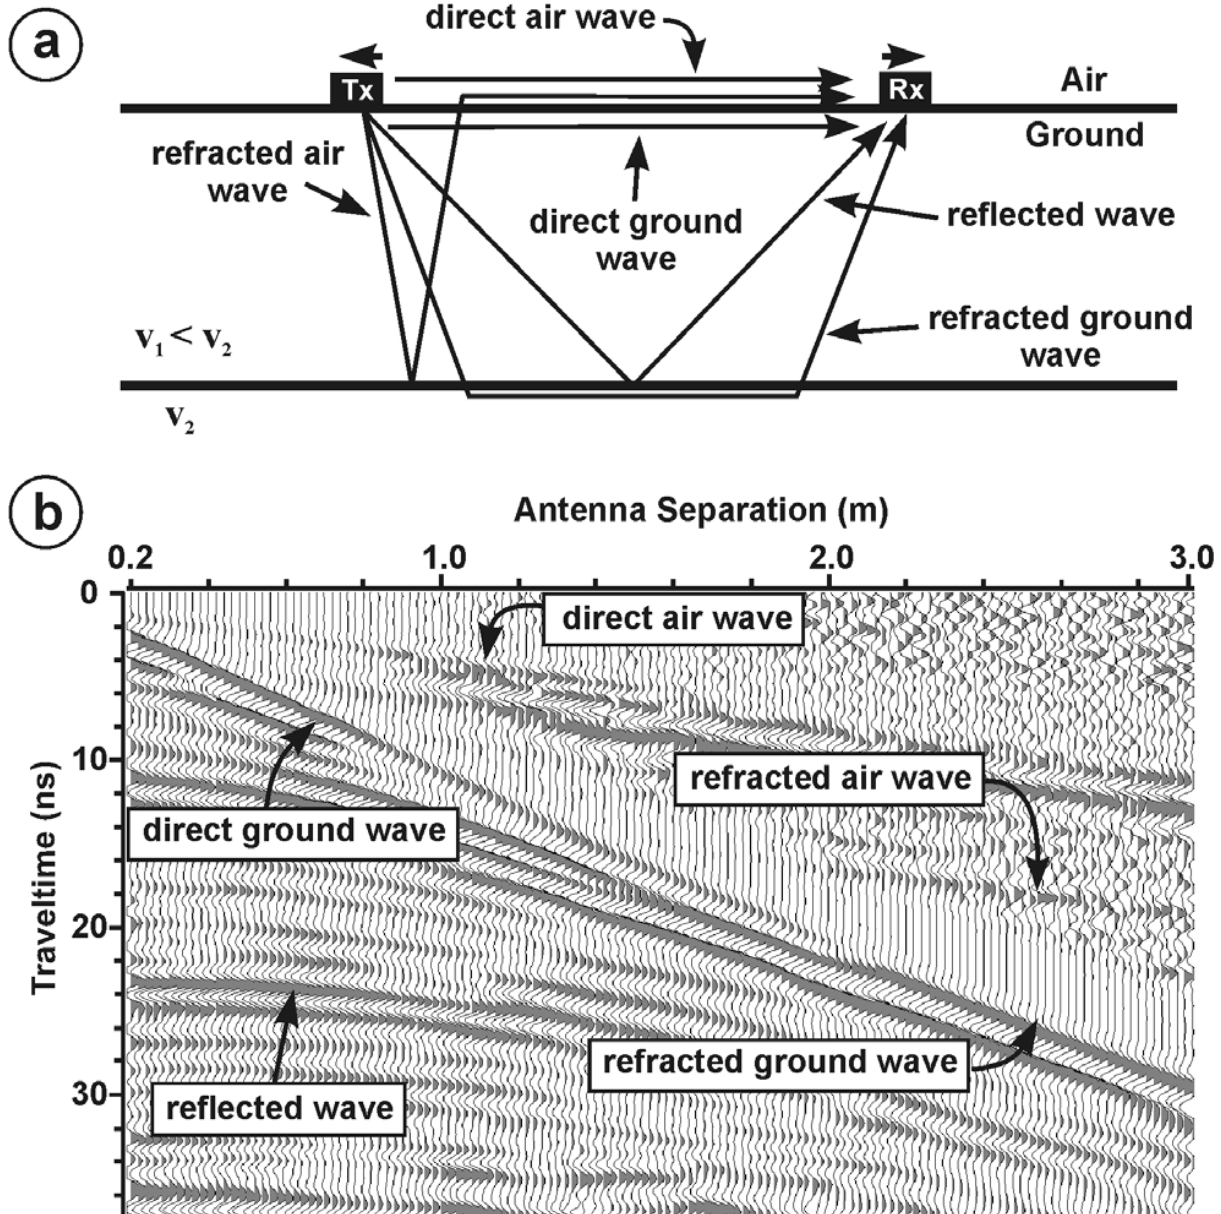 a
direct air wave
Tx
Rx
Air
Ground
refracted air
wave
direct ground
wave
reflected wave
refracted ground
wave
v₁ < v₂
v₂
b
Antenna Separation (m)
0.2 1.0 2.0 3.0
0
direct air wave
10
refracted air wave
direct ground wave
Traveltime (ns)
20
refracted ground wave
30
reflected wave